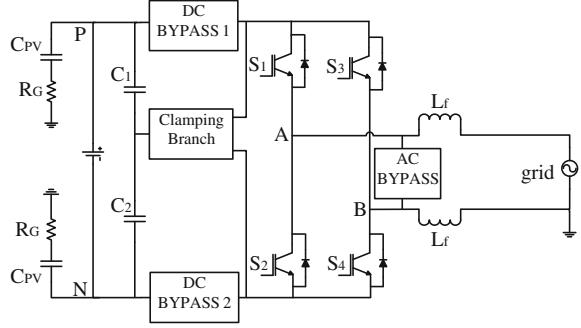 P
DC
BYPASS 1
CPV
RG
C1
S1
S3
Clamping
Branch
Lf
A
AC
BYPASS
grid
C2
B
Lf
RG
CPV
S2
S4
N
DC
BYPASS 2